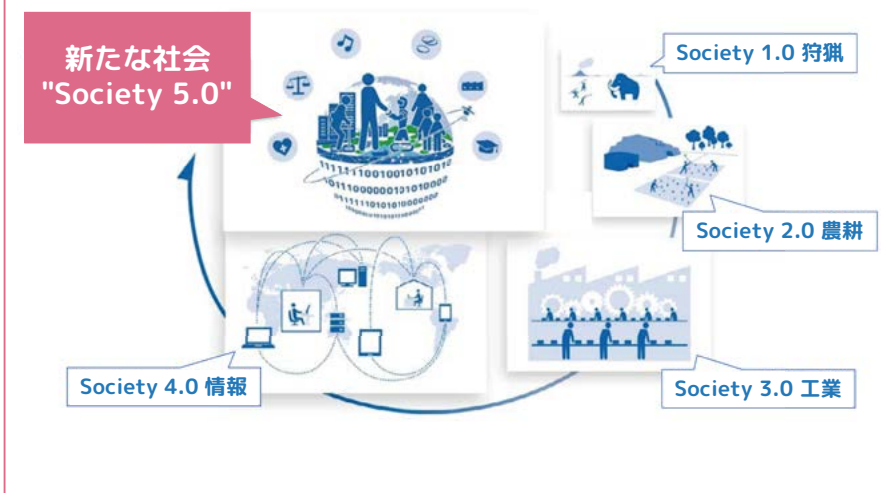 新たな社会
"Society 5.0"
Society 1.0 狩猟
Society 2.0 農耕
Society 3.0 工業
Society 4.0 情報